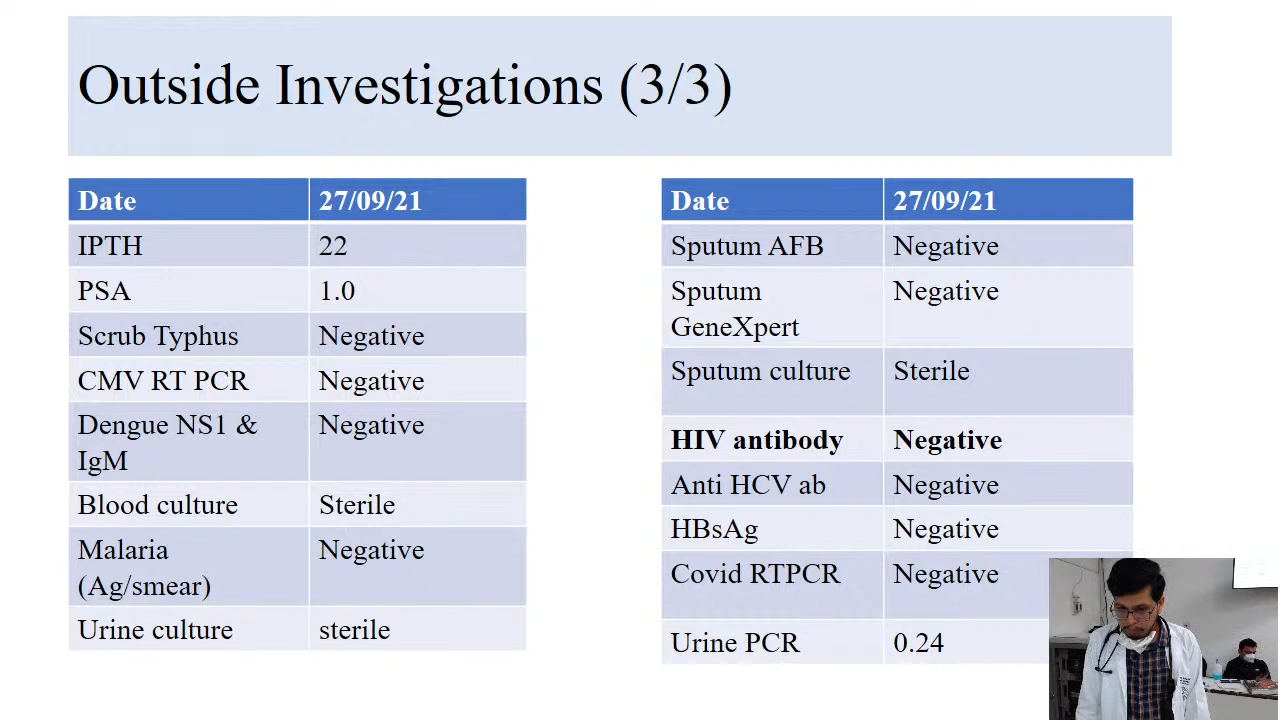 Outside Investigations (3/3)
Date 27/09/21
IPTH 22
PSA 1.0
Scrub Typhus Negative
CMV RT PCR Negative
Dengue NS1 & Negative
IgM
Blood culture Sterile
Malaria Negative
(Ag/smear)
Urine culture sterile
Date 27/09/21
Sputum AFB Negative
Sputum Negative
GeneXpert
Sputum culture Sterile
HIV antibody Negative
Anti HCV ab Negative
HBsAg Negative
Covid RTPCR Negative
Urine PCR 0.24